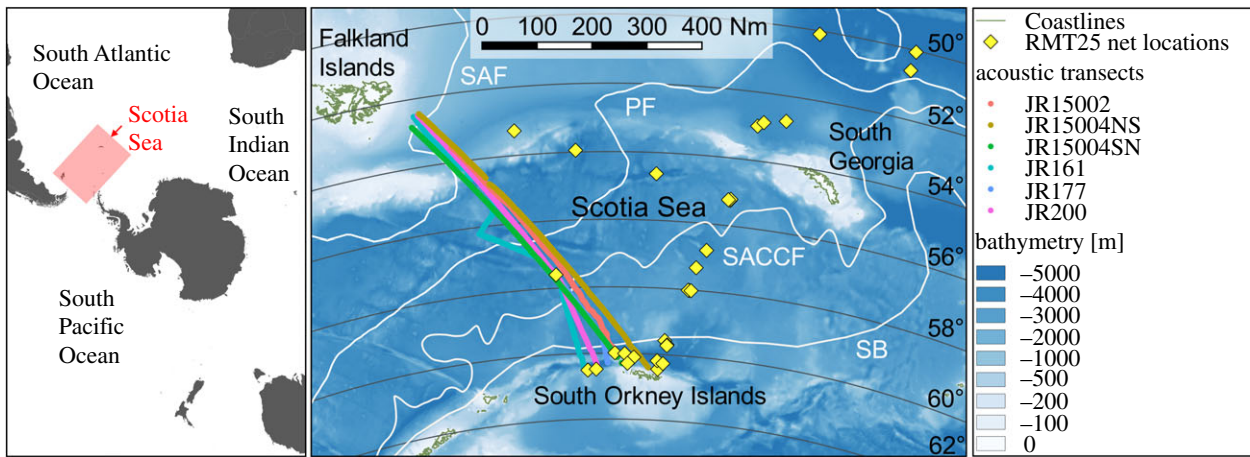 South Atlantic
Ocean
Scotia
Sea
South
Indian
Ocean
South
Pacific
Ocean
0 100 200 300 400 Nm
Falkland
Islands
SAF
PF
South
Georgia
Scotia Sea
SACCF
SB
South Orkney Islands
50°
52°
54°
56°
58°
60°
62°
Coastlines
RMT25 net locations
acoustic transects
JR15002
JR15004NS
JR15004SN
JR161
JR177
JR200
bathymetry [m]
–5000
–4000
–3000
–2000
–1000
–500
–200
–100
0